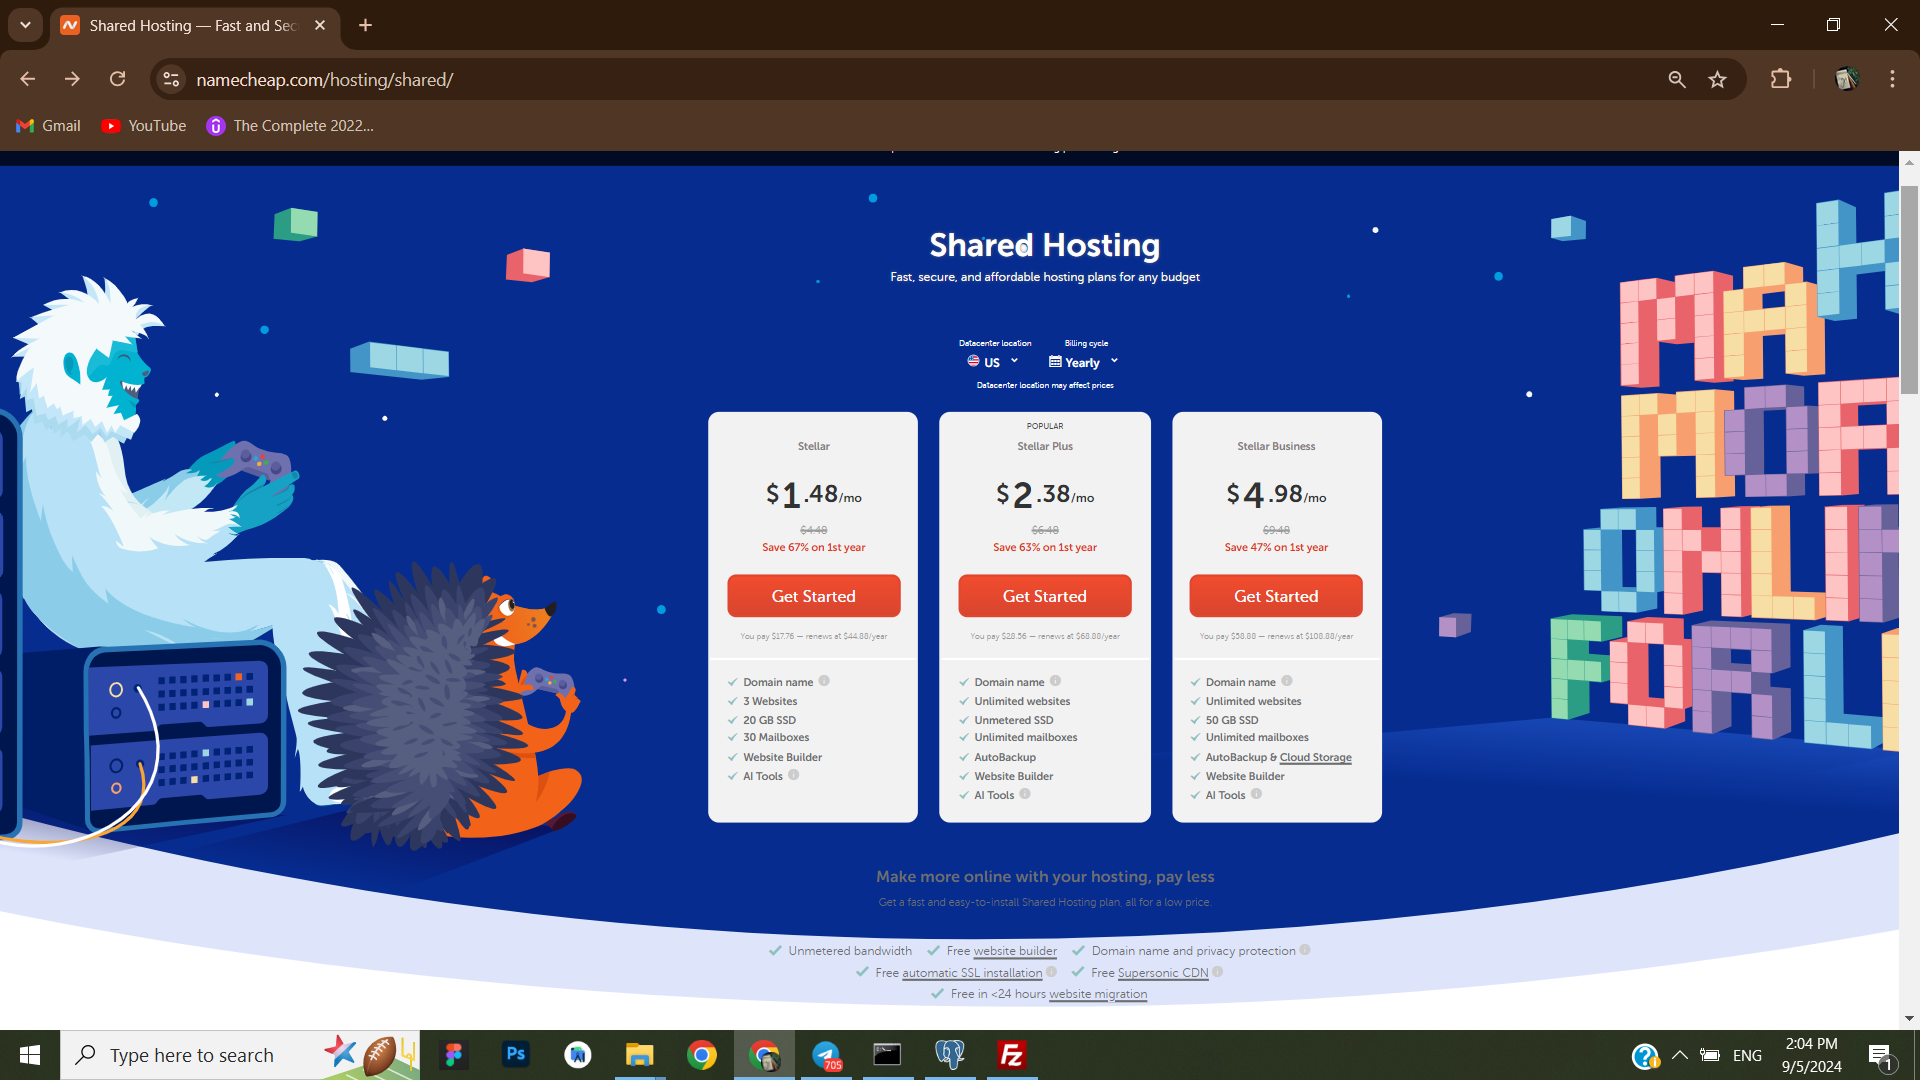 Shared Hosting — Fast and Sec
namecheap.com/hosting/shared/
Gmail
YouTube
The Complete 2022...
Shared Hosting
Fast, secure, and affordable hosting plans for any budget
Datacenter location
Billing cycle
US
Yearly
Datacenter location may affect prices
Stellar
$1.48/mo
$4.48
Save 67% on 1st year
Get Started
You pay $17.76 — renews at $44.88/year
Domain name
3 Websites
20 GB SSD
30 Mailboxes
Website Builder
AI Tools
POPULAR
Stellar Plus
$2.38/mo
$6.48
Save 63% on 1st year
Get Started
You pay $28.56 — renews at $68.88/year
Domain name
Unlimited websites
Unmetered SSD
Unlimited mailboxes
AutoBackup
Website Builder
AI Tools
Stellar Business
$4.98/mo
$9.48
Save 47% on 1st year
Get Started
You pay $58.88 — renews at $108.88/year
Domain name
Unlimited websites
50 GB SSD
Unlimited mailboxes
AutoBackup & Cloud Storage
Website Builder
AI Tools
MA
MOR
ONLIN
FOR L
Make more online with your hosting, pay less
Get a fast and easy-to-install Shared Hosting plan, all for a low price.
Unmetered bandwidth
Free website builder
Domain name and privacy protection
Free automatic SSL installation
Free Supersonic CDN
Free in <24 hours website migration
Type here to search
Ps
705
Fz
ENG
2:04 PM
9/5/2024
1